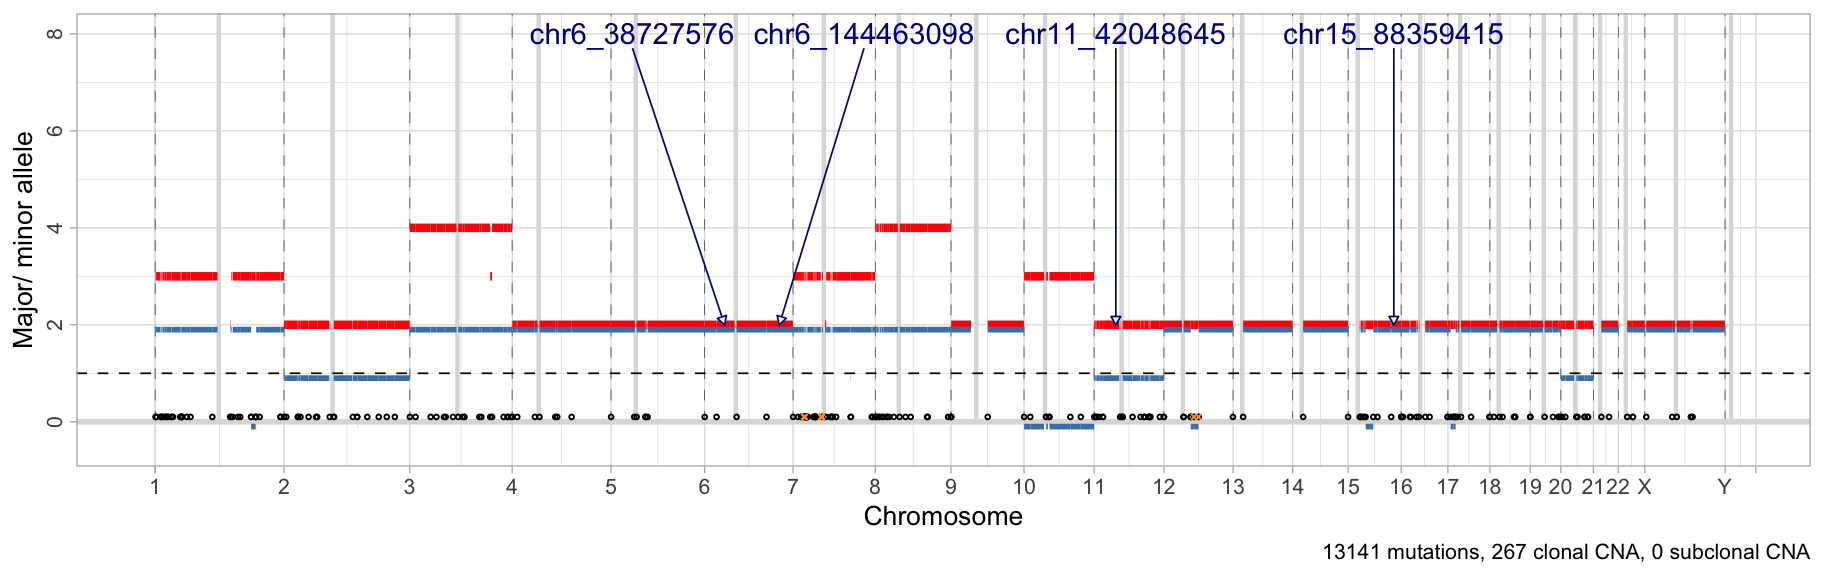 chr6_38727576 chr6_144463098 chr11_42048645 chr15_88359415
8
6
4
2
0
Major/ minor allele
1 2 3 4 5 6 7 8 9 10 11 12 13 14 15 16 17 18 19 20 21 22 X Y
Chromosome
13141 mutations, 267 clonal CNA, 0 subclonal CNA